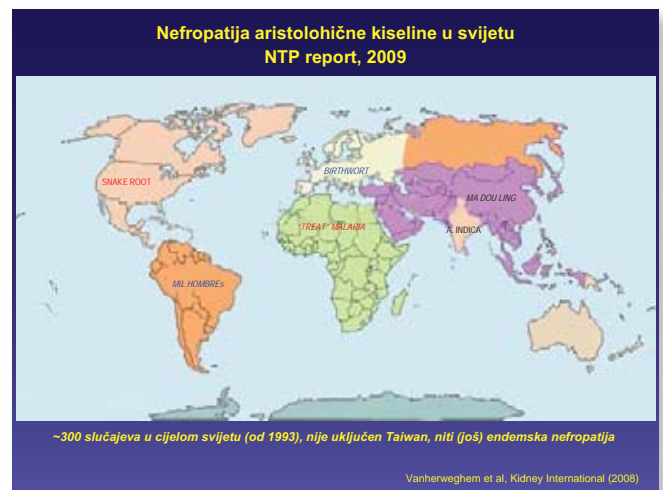 Nefropatija aristolohične kiseline u svijetu
NTP report, 2009
BIRTHWORT
SNAKE ROOT
MA DOU LING
"TREAT" MALARIA
A. INDICA
MIL HOMBREs
~300 slučajeva u cijelom svijetu (od 1993), nije uključen Taiwan, niti (još) endemska nefropatija
Vanherweghem et al, Kidney International (2008)